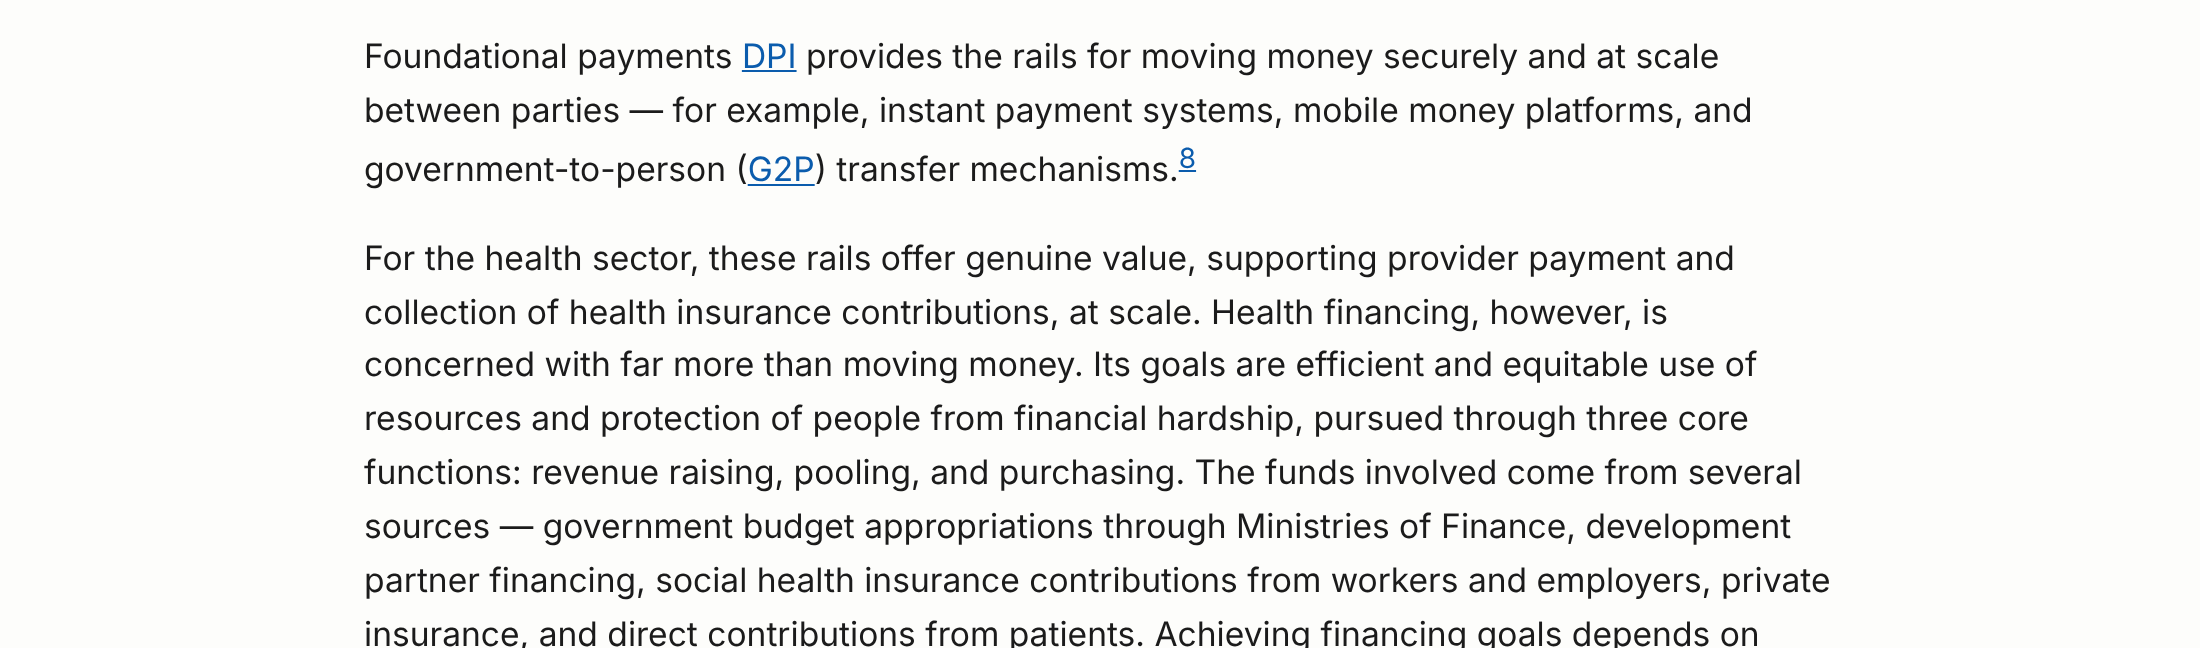 Foundational payments DPI provides the rails for moving money securely and at scale
between parties — for example, instant payment systems, mobile money platforms, and
government-to-person (G2P) transfer mechanisms.8
For the health sector, these rails offer genuine value, supporting provider payment and
collection of health insurance contributions, at scale. Health financing, however, is
concerned with far more than moving money. Its goals are efficient and equitable use of
resources and protection of people from financial hardship, pursued through three core
functions: revenue raising, pooling, and purchasing. The funds involved come from several
sources — government budget appropriations through Ministries of Finance, development
partner financing, social health insurance contributions from workers and employers, private
insurance, and direct contributions from patients. Achieving financing goals depends on